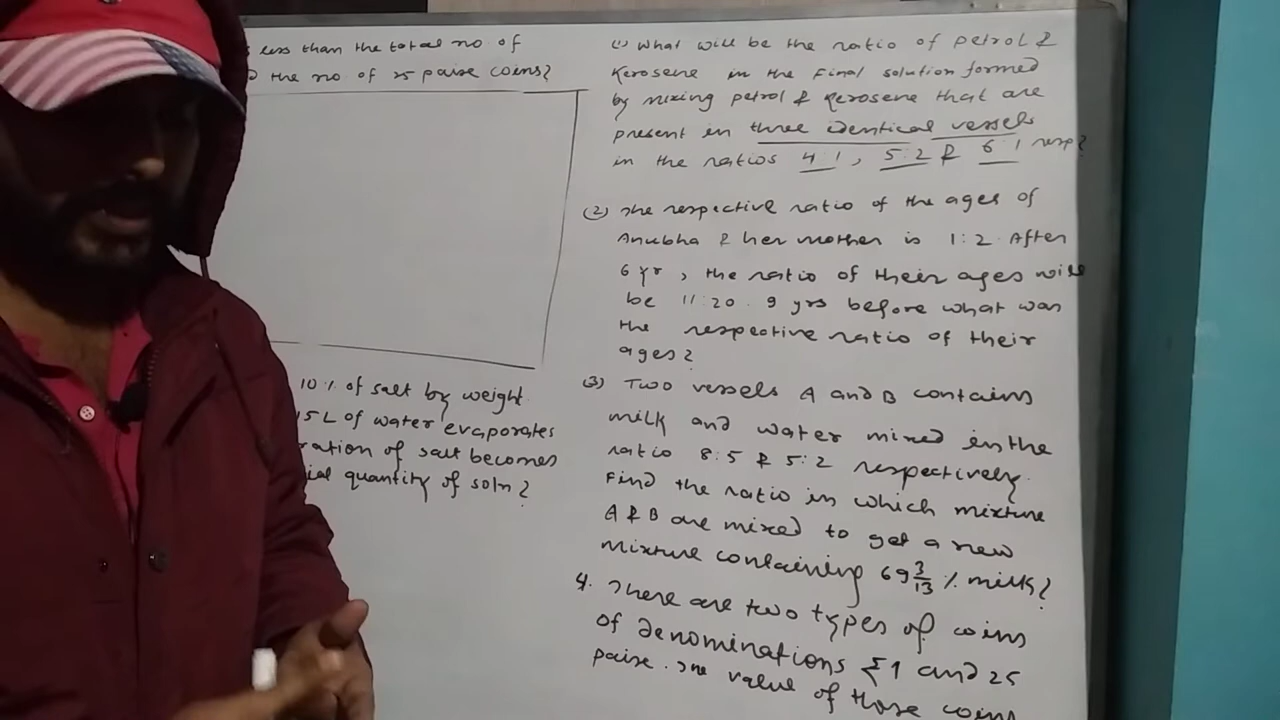 less than the total no of
the no of 25 paise coins?
10% of salt by weight
15 L of water evaporates
ration of salt becomes
ial quantity of soln?
(1) What will be the ratio of petrol &
Kerosene in the Final solution formed
by mixing petrol & Kerosene that are
present in three identical vessels
in the ratios 4:1, 5:2 & 6:1 resp?
(2) The respective ratio of the ages of
Anubha & her mother is 1:2. After
6 yr, the ratio of their ages will
be 11:20. 9 yrs before what was
the respective ratio of their
ages?
(3) Two vessels A and B contains
milk and water mixed in the
ratio 8:5 & 5:2 respectively.
Find the ratio in which mixture
A & B are mixed to get a new
mixture containing 69 3/13 % milk?
4. There are two types of coins
of denominations ₹1 and 25
paise. The value of those coins